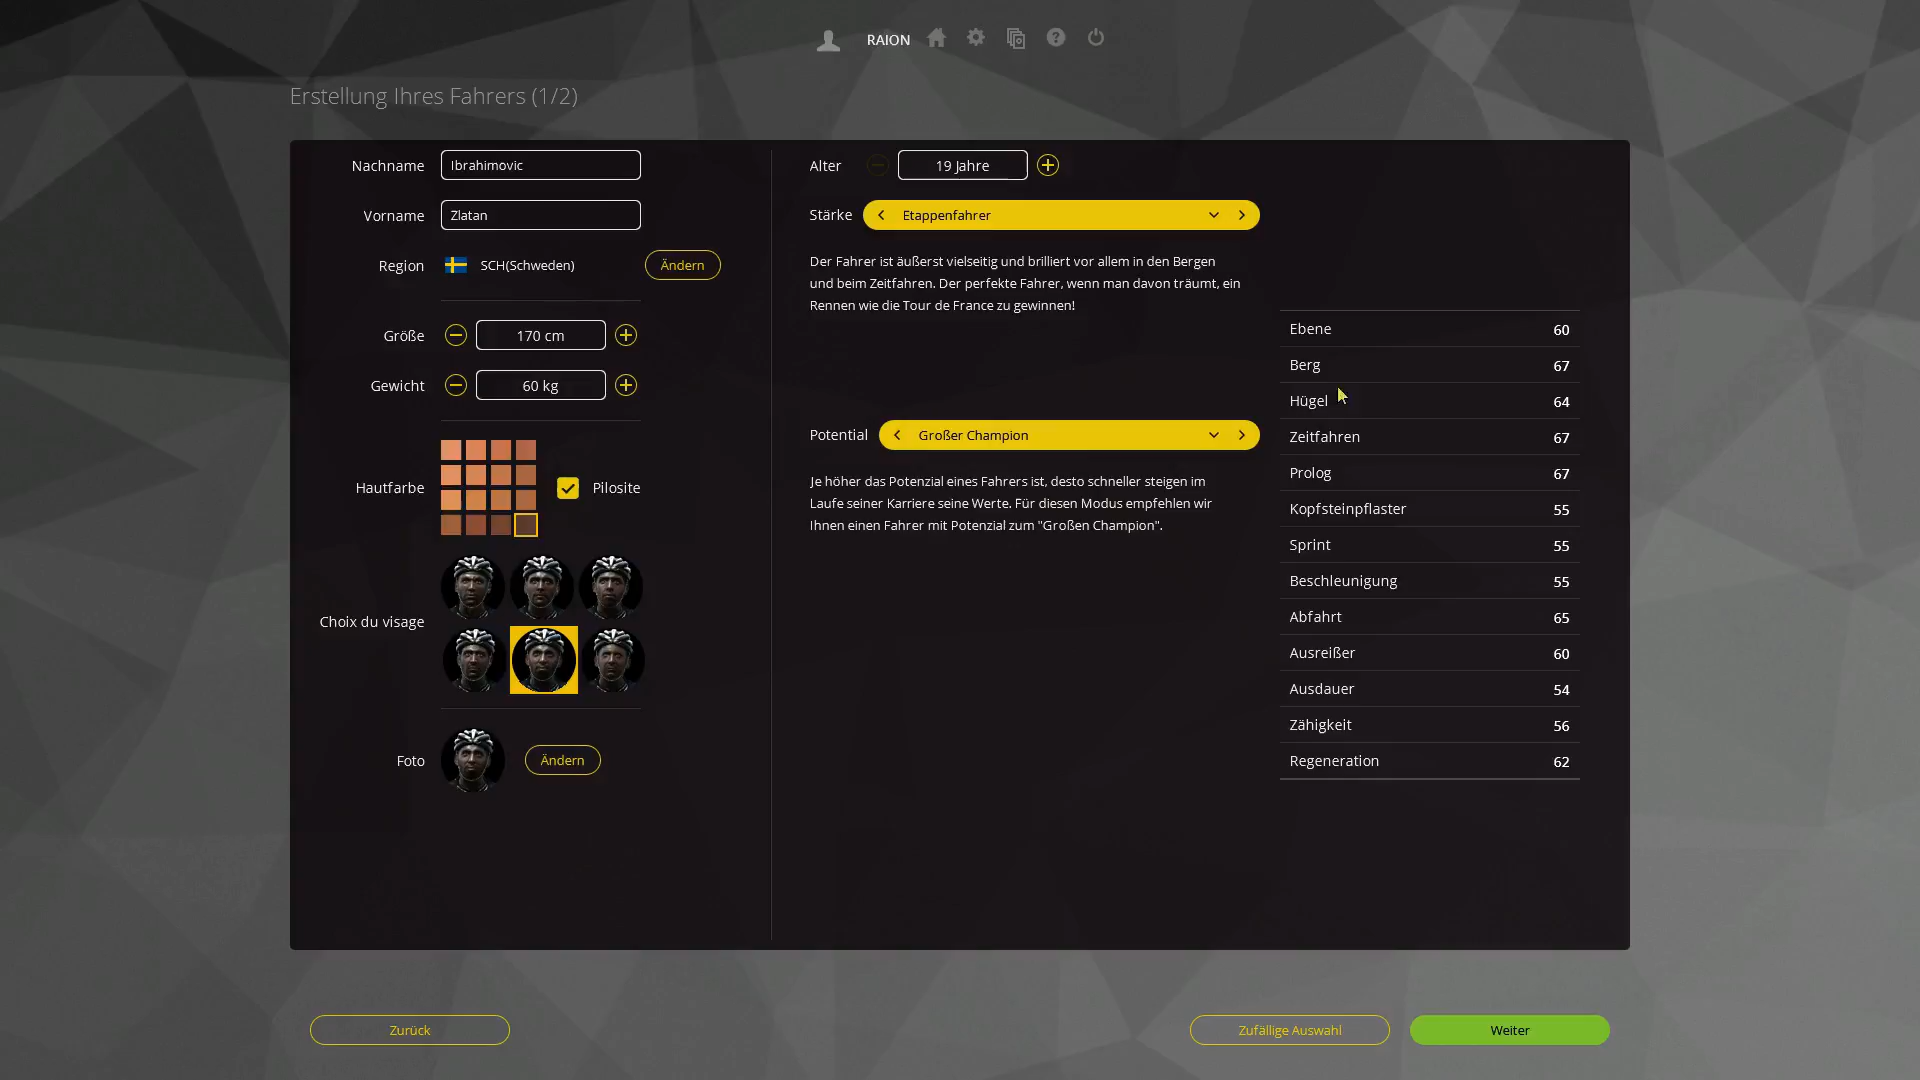 RAION
Erstellung Ihres Fahrers (1/2)
Nachname Ibrahimovic
Vorname Zlatan
Region SCH(Schweden) Ändern
Größe 170 cm
Gewicht 60 kg
Hautfarbe Pilosite
Choix du visage
Foto Ändern
Alter 19 Jahre
Stärke Etappenfahrer
Der Fahrer ist äußerst vielseitig und brilliert vor allem in den Bergen
und beim Zeitfahren. Der perfekte Fahrer, wenn man davon träumt, ein
Rennen wie die Tour de France zu gewinnen!
Potential Großer Champion
Je höher das Potenzial eines Fahrers ist, desto schneller steigen im
Laufe seiner Karriere seine Werte. Für diesen Modus empfehlen wir
Ihnen einen Fahrer mit Potenzial zum "Großen Champion".
Ebene 60
Berg 67
Hügel 64
Zeitfahren 67
Prolog 67
Kopfsteinpflaster 55
Sprint 55
Beschleunigung 55
Abfahrt 65
Ausreißer 60
Ausdauer 54
Zähigkeit 56
Regeneration 62
Zurück
Zufällige Auswahl
Weiter